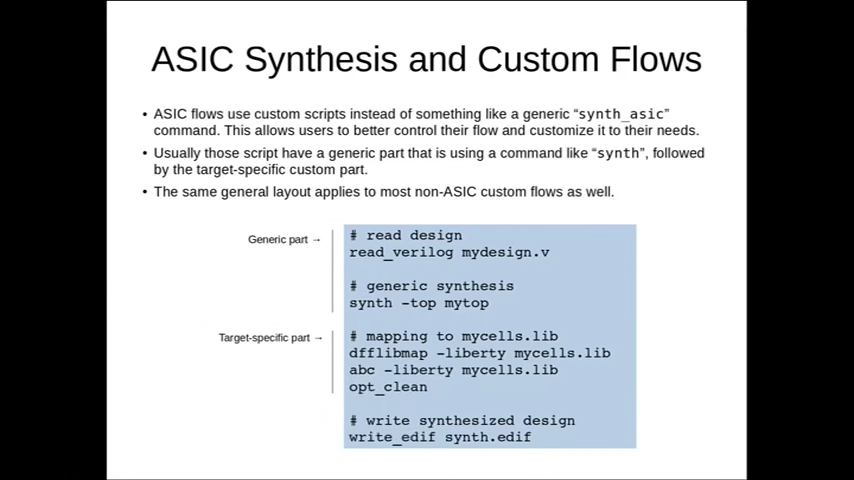 ASIC Synthesis and Custom Flows
• ASIC flows use custom scripts instead of something like a generic “synth_asic”
command. This allows users to better control their flow and customize it to their needs.
• Usually those script have a generic part that is using a command like “synth”, followed
by the target-specific custom part.
• The same general layout applies to most non-ASIC custom flows as well.
Generic part →
# read design
read_verilog mydesign.v
# generic synthesis
synth -top mytop
Target-specific part →
# mapping to mycells.lib
dfflibmap -liberty mycells.lib
abc -liberty mycells.lib
opt_clean
# write synthesized design
write_edif synth.edif